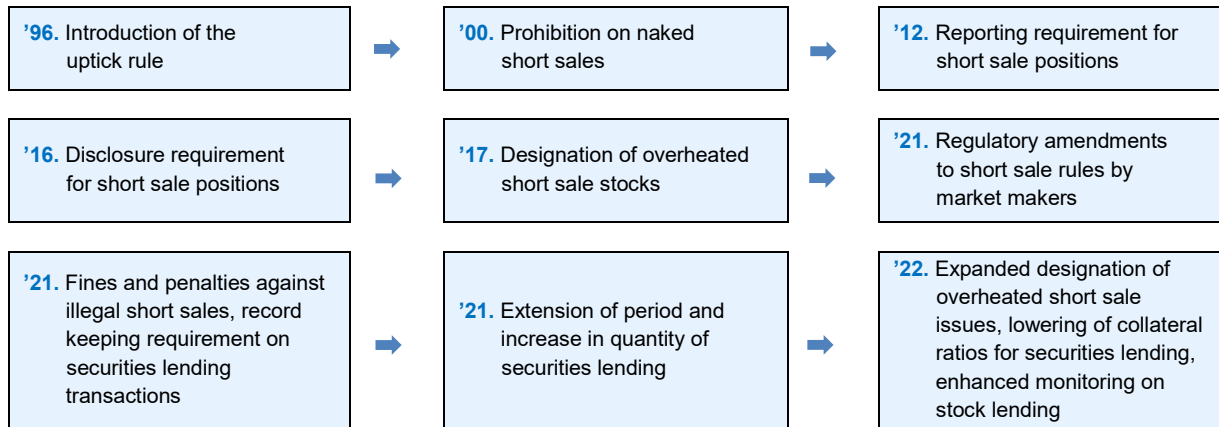 ’96. Introduction of the
uptick rule
’00. Prohibition on naked
short sales
’12. Reporting requirement for
short sale positions
’16. Disclosure requirement
for short sale positions
’17. Designation of overheated
short sale stocks
’21. Regulatory amendments
to short sale rules by
market makers
’21. Fines and penalties against
illegal short sales, record
keeping requirement on
securities lending
transactions
’21. Extension of period and
increase in quantity of
securities lending
’22. Expanded designation of
overheated short sale
issues, lowering of collateral
ratios for securities lending,
enhanced monitoring on
stock lending